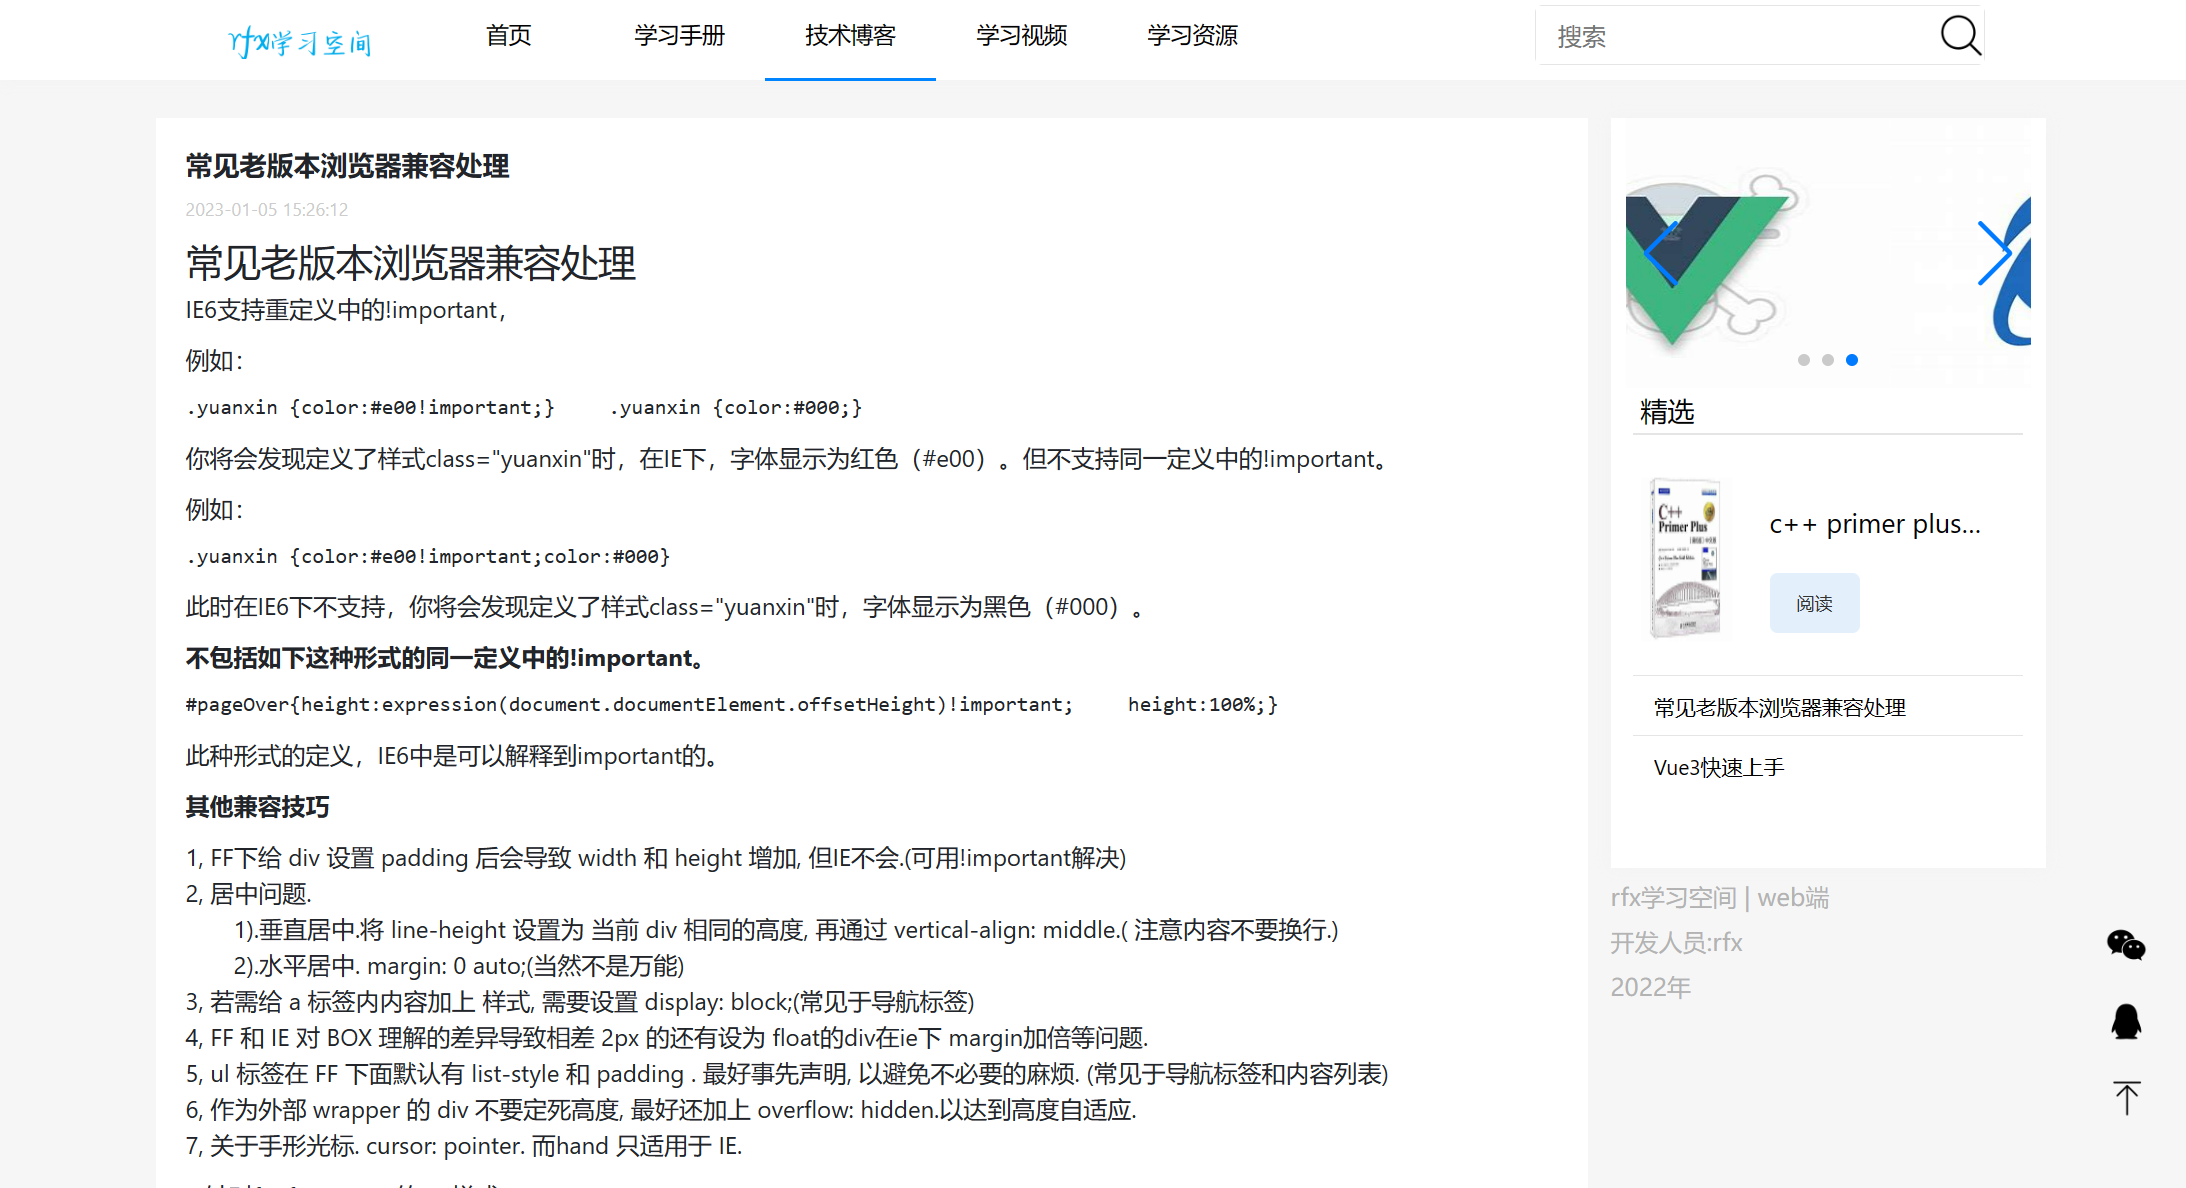 rfx学习空间
首页 学习手册 技术博客 学习视频 学习资源
搜索
常见老版本浏览器兼容处理
2023-01-05 15:26:12
常见老版本浏览器兼容处理
IE6支持重定义中的!important，
例如：
.yuanxin {color:#e00!important;} .yuanxin {color:#000;}
你将会发现定义了样式class="yuanxin"时，在IE下，字体显示为红色（#e00）。但不支持同一定义中的!important。
例如：
.yuanxin {color:#e00!important;color:#000}
此时在IE6下不支持，你将会发现定义了样式class="yuanxin"时，字体显示为黑色（#000）。
不包括如下这种形式的同一定义中的!important。
#pageOver{height:expression(document.documentElement.offsetHeight)!important; height:100%;}
此种形式的定义，IE6中是可以解释到important的。
其他兼容技巧
1, FF下给 div 设置 padding 后会导致 width 和 height 增加, 但IE不会.(可用!important解决)
2, 居中问题.
1).垂直居中.将 line-height 设置为 当前 div 相同的高度, 再通过 vertical-align: middle.( 注意内容不要换行.)
2).水平居中. margin: 0 auto;(当然不是万能)
3, 若需给 a 标签内内容加上 样式, 需要设置 display: block;(常见于导航标签)
4, FF 和 IE 对 BOX 理解的差异导致相差 2px 的还有设为 float的div在ie下 margin加倍等问题.
5, ul 标签在 FF 下面默认有 list-style 和 padding . 最好事先声明, 以避免不必要的麻烦. (常见于导航标签和内容列表)
6, 作为外部 wrapper 的 div 不要定死高度, 最好还加上 overflow: hidden.以达到高度自适应.
7, 关于手形光标. cursor: pointer. 而hand 只适用于 IE.
精选
C++
Primer Plus
c++ primer plus...
阅读
常见老版本浏览器兼容处理
Vue3快速上手
rfx学习空间 | web端
开发人员:rfx
2022年